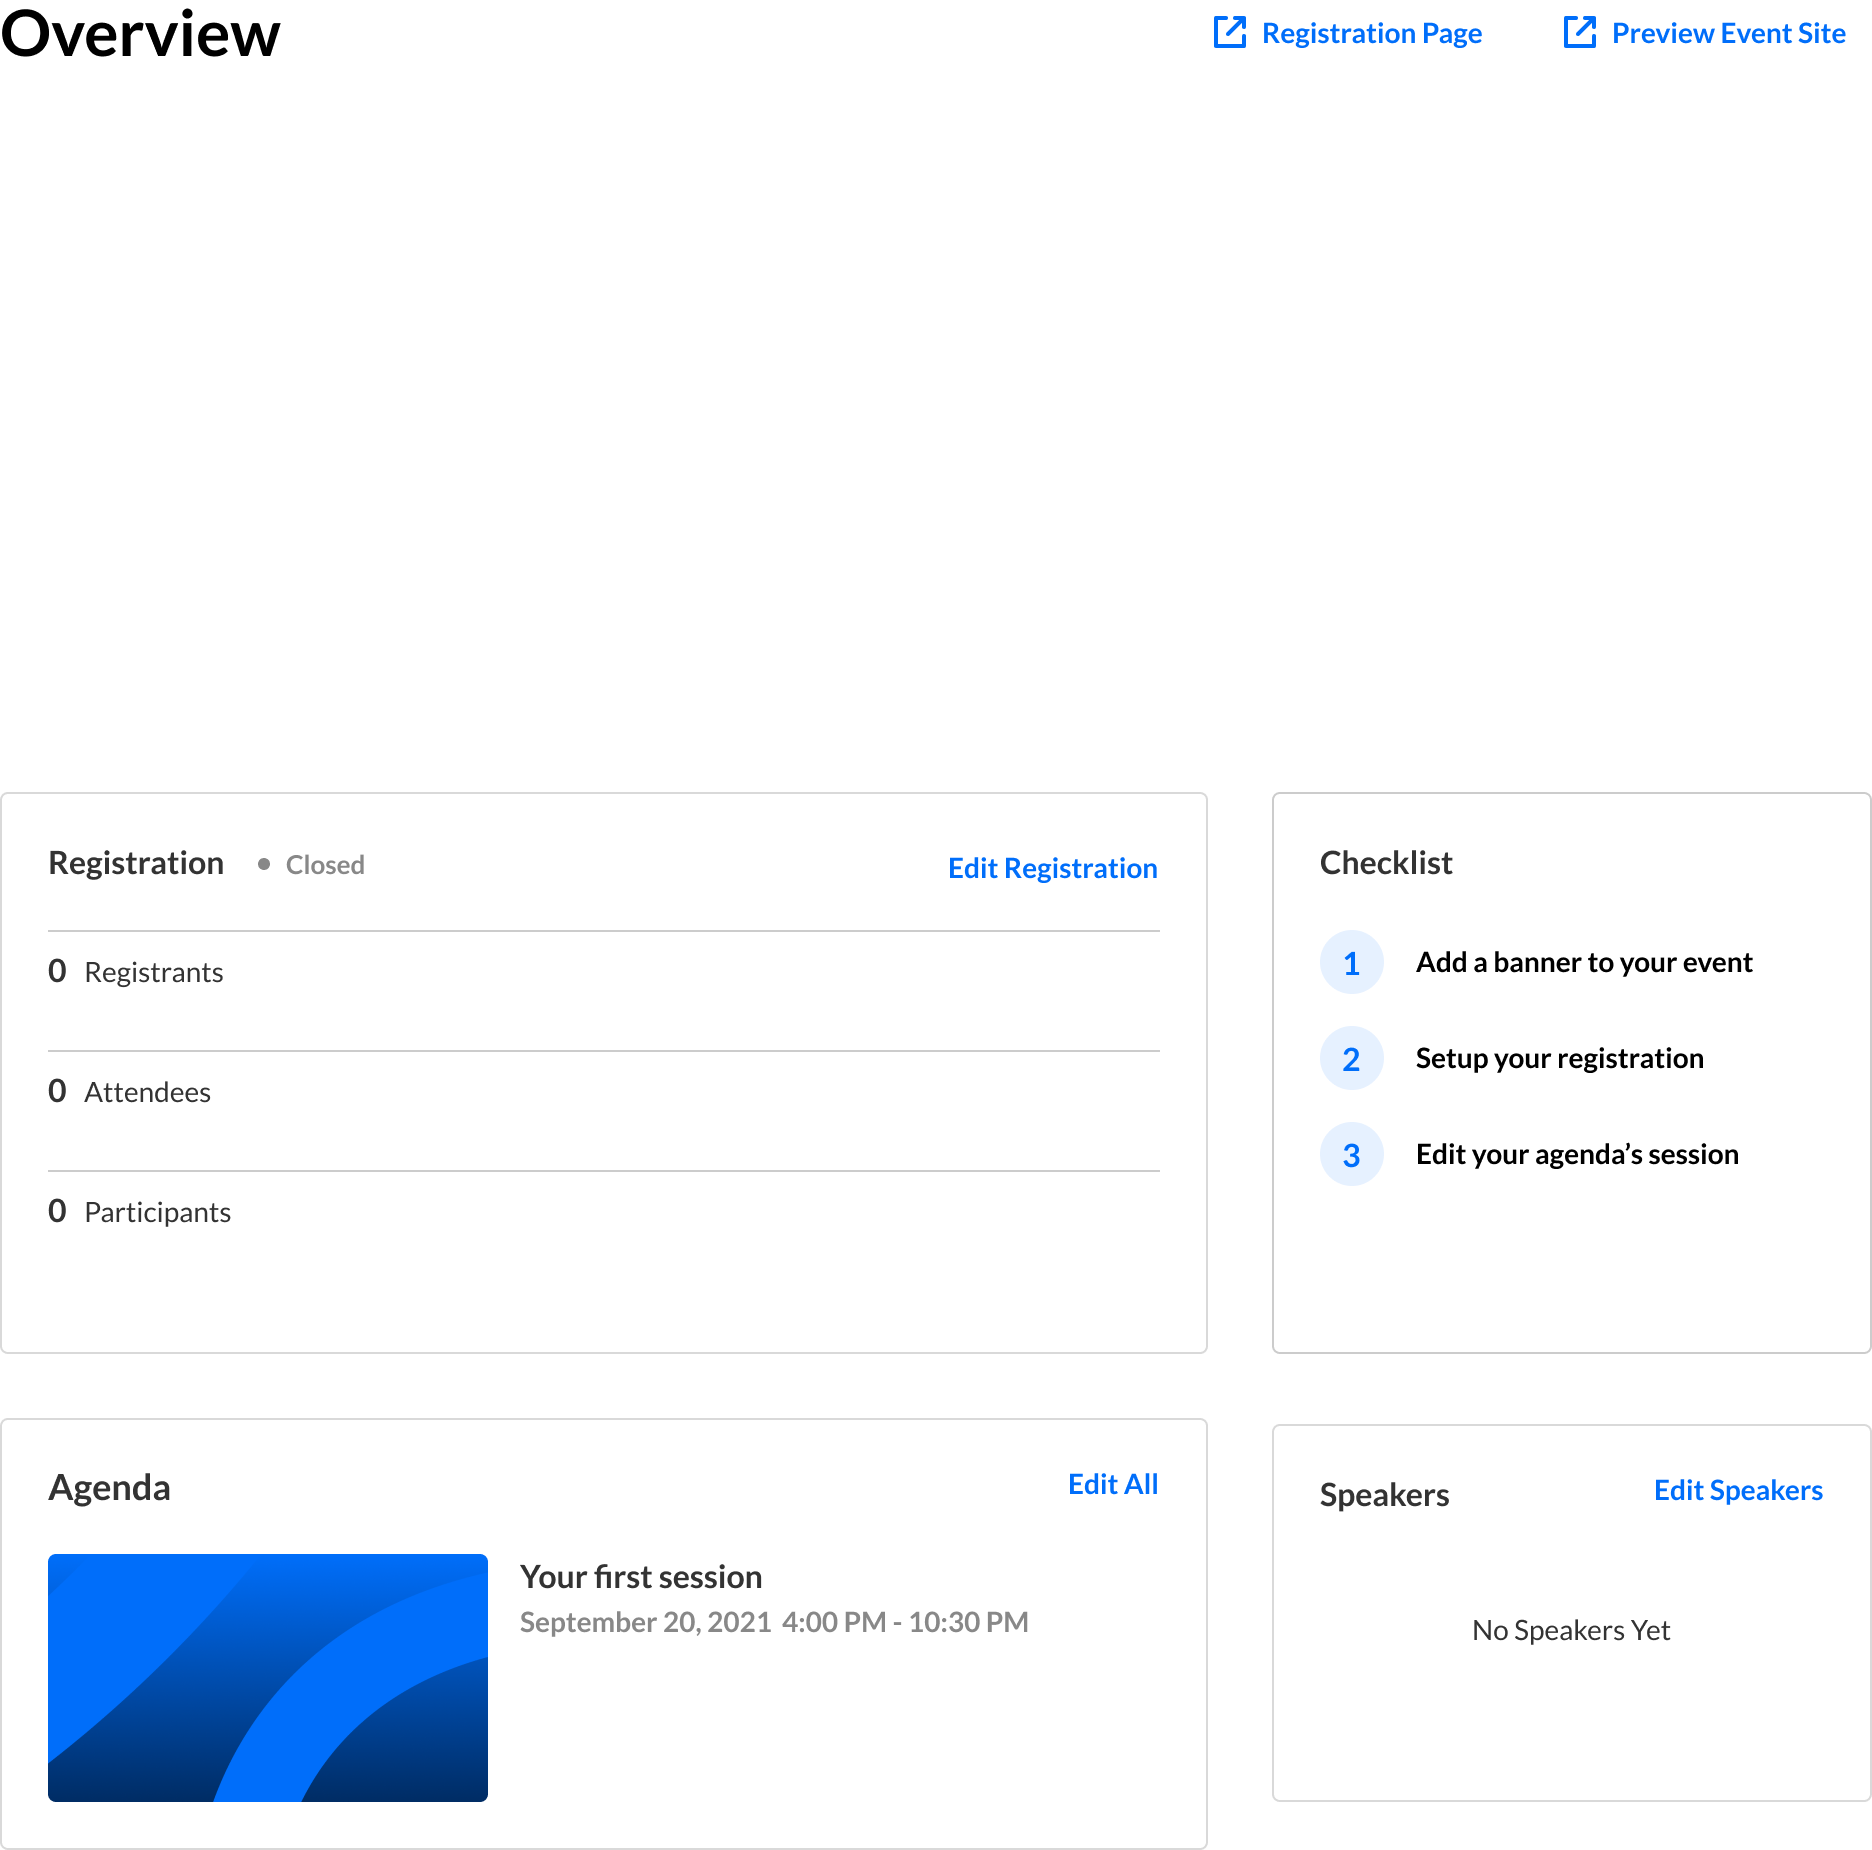 Overview
Registration Page
Preview Event Site
Registration
Closed
Edit Registration
0 Registrants
0 Attendees
0 Participants
Checklist
1 Add a banner to your event
2 Setup your registration
3 Edit your agenda’s session
Agenda
Edit All
Your first session
September 20, 2021 4:00 PM - 10:30 PM
Speakers
Edit Speakers
No Speakers Yet